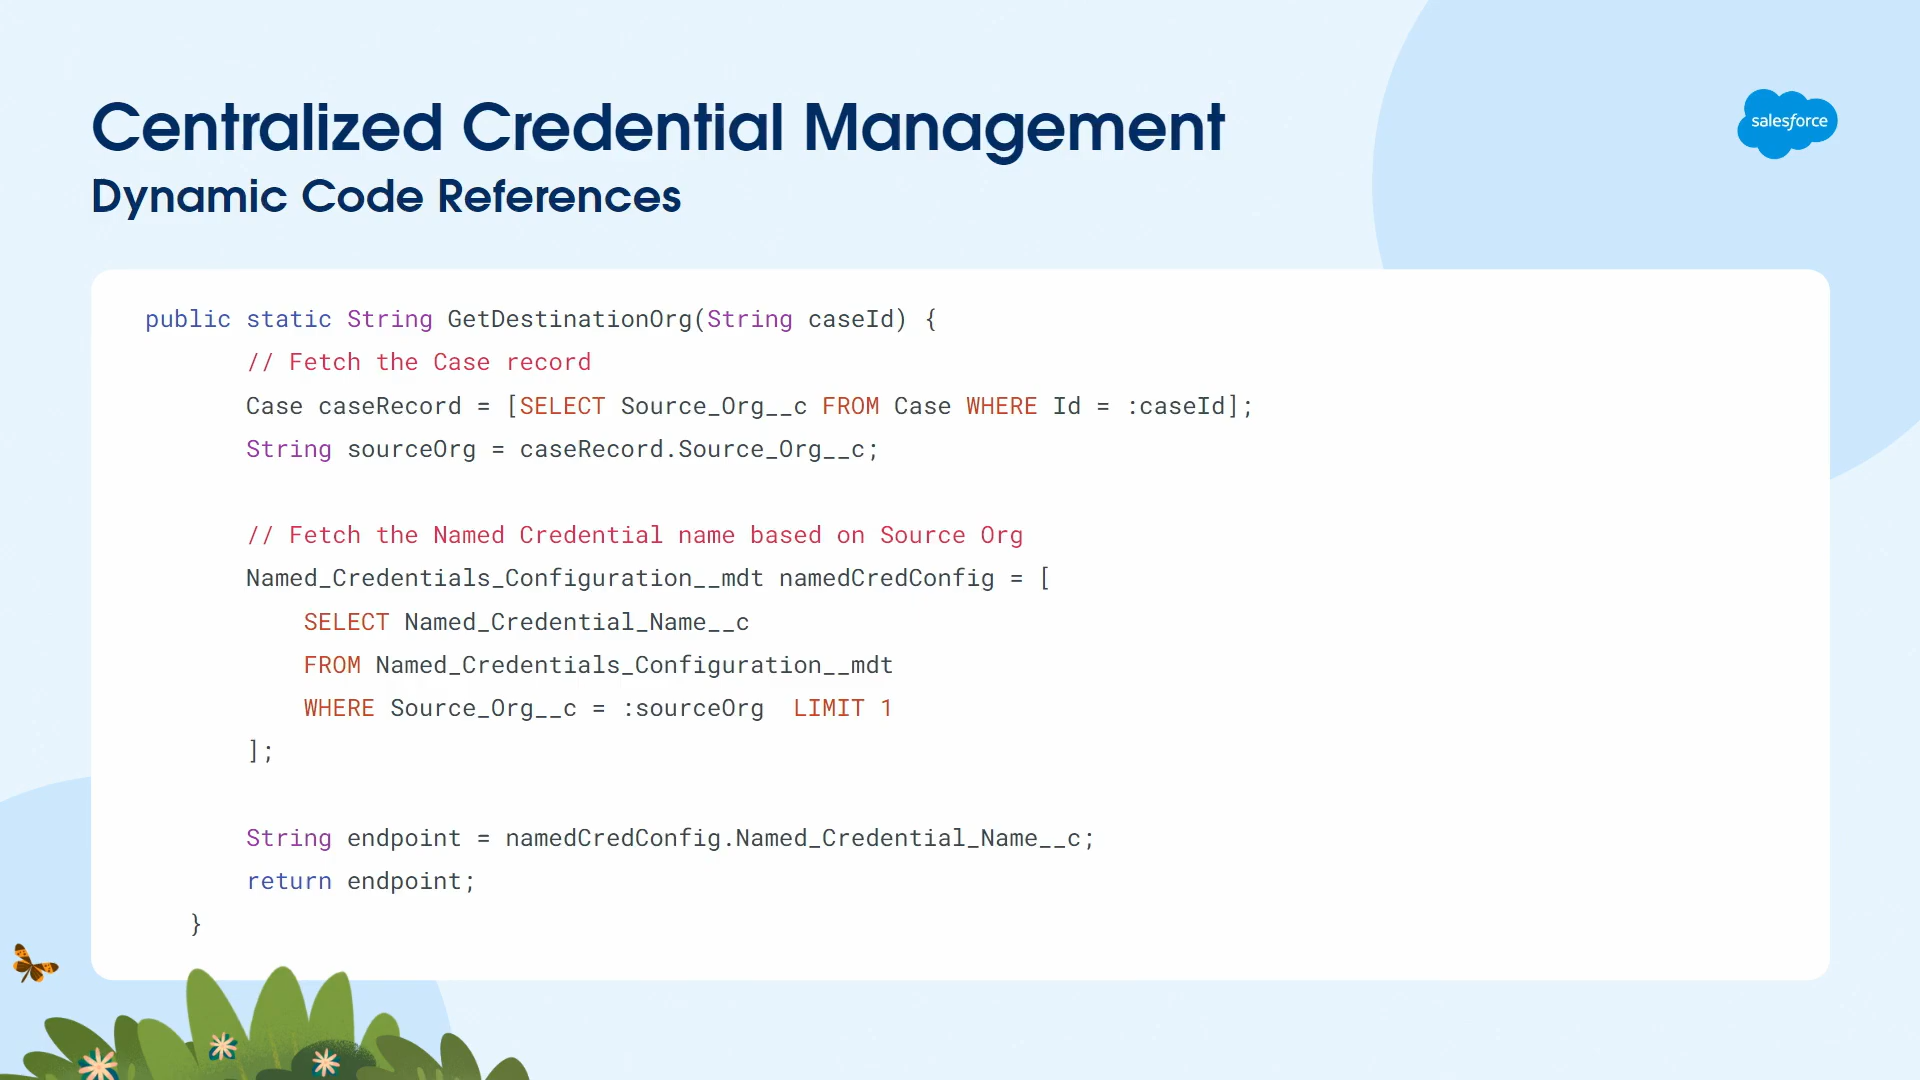 Centralized Credential Management
salesforce
Dynamic Code References
public static String GetDestinationOrg(String caseId) {
// Fetch the Case record
Case caseRecord = [SELECT Source_Org__c FROM Case WHERE Id = :caseId];
String sourceOrg = caseRecord.Source_Org__c;
// Fetch the Named Credential name based on Source Org
Named_Credentials_Configuration__mdt namedCredConfig = [
SELECT Named_Credential_Name__c
FROM Named_Credentials_Configuration__mdt
WHERE Source_Org__c = :sourceOrg  LIMIT 1
];
String endpoint = namedCredConfig.Named_Credential_Name__c;
return endpoint;
}